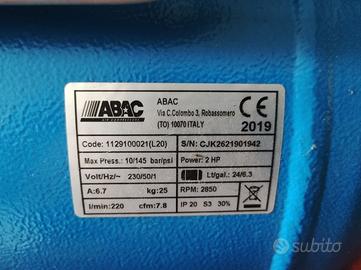 ABAC
AIR COMPRESSORS
ABAC
Via C.Colombo 3, Robassomero
(TO) 10070 ITALY
CE
2019
Code: 1129100021(L20)
S/N: CJK2621901942
Max Press.: 10/145 bar/psi
Power: 2 HP
Volt/Hz/~ 230/50/1
Lt/gal.: 24/6.3
A:6.7
kg:25
RPM: 2850
l/min:220
cfm:7.8
IP 20 S3 30%
subito